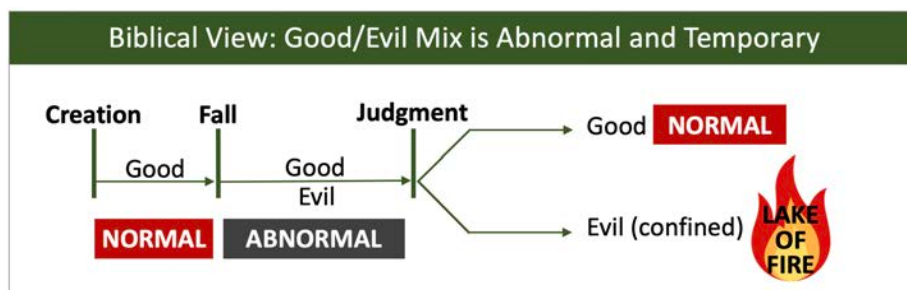 Biblical View: Good/Evil Mix is Abnormal and Temporary
Creation
Fall
Judgment
Good
Good
Evil
NORMAL
ABNORMAL
Good NORMAL
Evil (confined)
LAKE
OF
FIRE